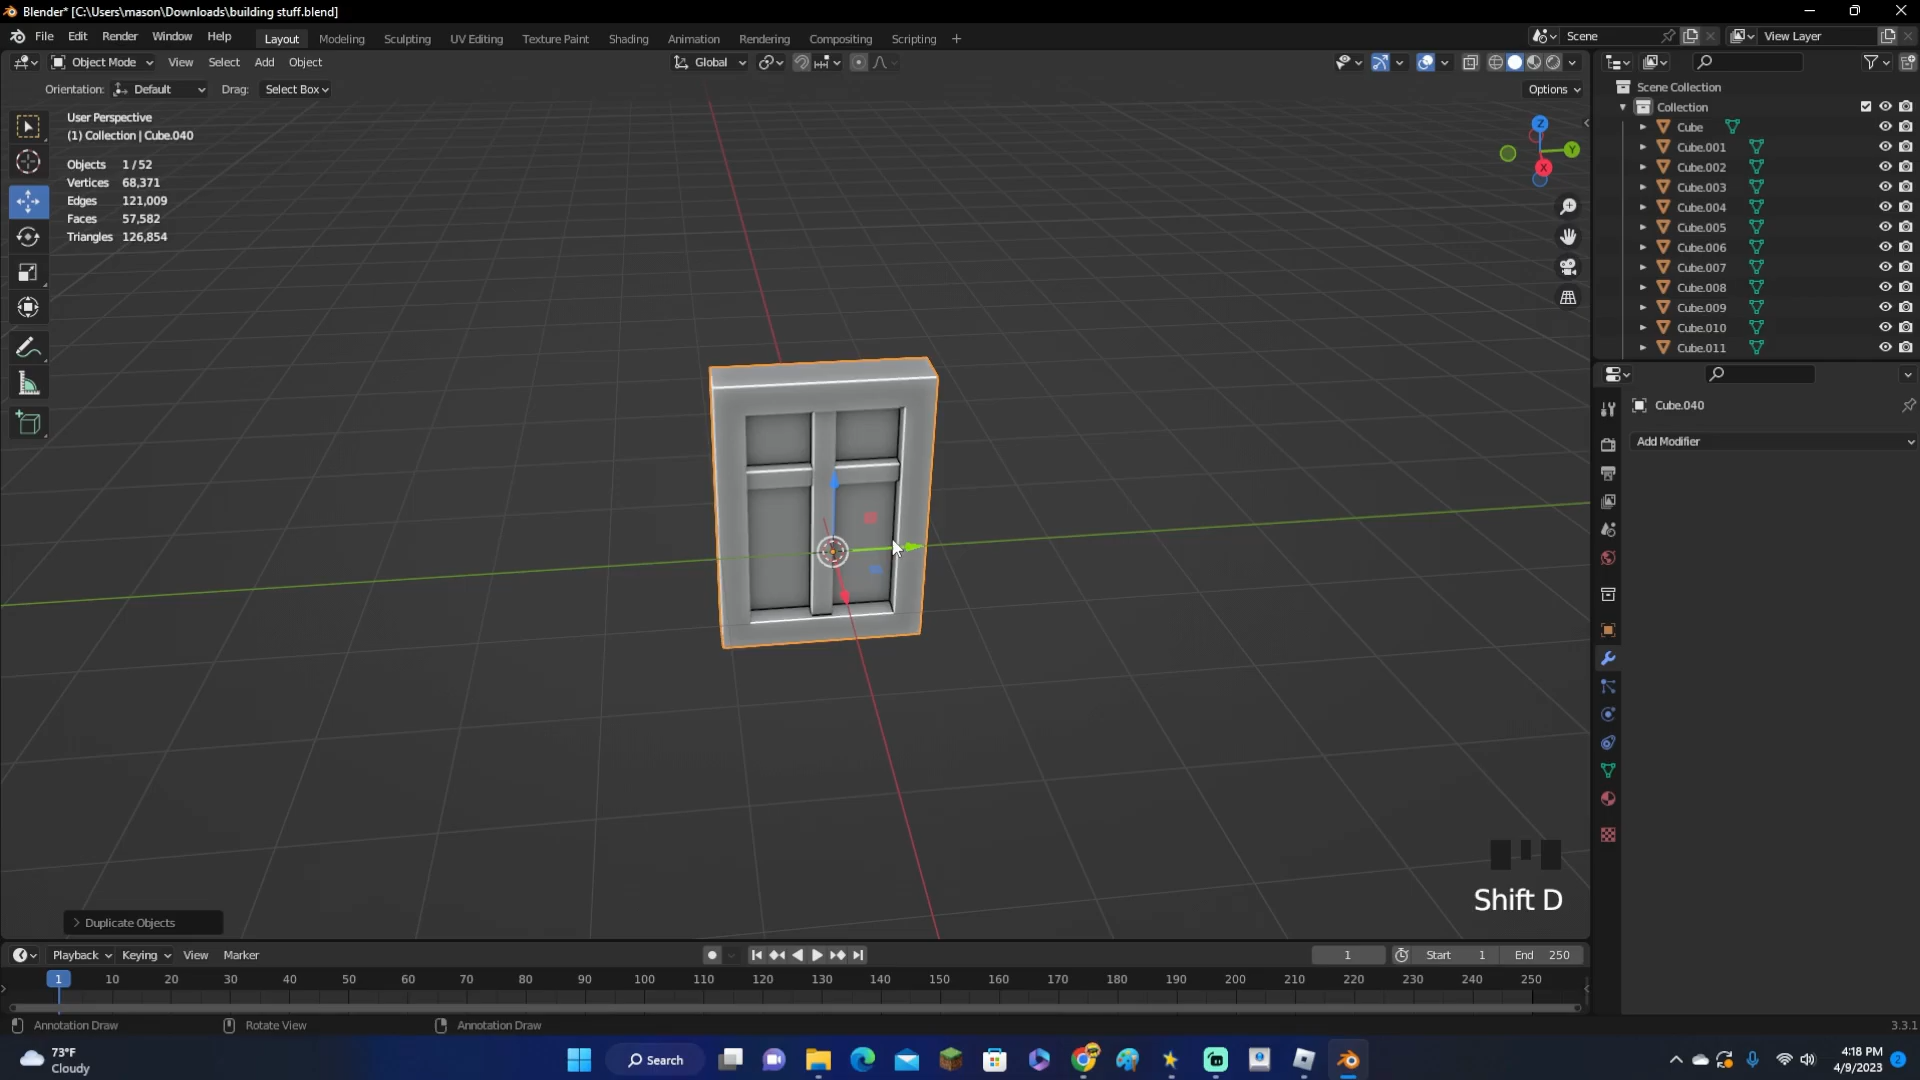 Blender* [C:\Users\mason\Downloads\building stuff.blend]
File Edit Render Window Help Layout Modeling Sculpting UV Editing Texture Paint Shading Animation Rendering Compositing Scripting + Scene View Layer
Object Mode View Select Add Object Global
Orientation: Default Drag: Select Box Options
User Perspective
(1) Collection | Cube.040
Objects 1/52
Vertices 68,371
Edges 121,009
Faces 57,582
Triangles 126,854
Z
Y
X
Scene Collection
Collection
Cube
Cube.001
Cube.002
Cube.003
Cube.004
Cube.005
Cube.006
Cube.007
Cube.008
Cube.009
Cube.010
Cube.011
Cube.040
Add Modifier
Shift D
> Duplicate Objects
Playback Keying View Marker 1 Start 1 End 250
1 10 20 30 40 50 60 70 80 90 100 110 120 130 140 150 160 170 180 190 200 210 220 230 240 250
Annotation Draw Rotate View Annotation Draw 3.3.1
73°F
Cloudy
Search
4:18 PM
4/9/2023
2